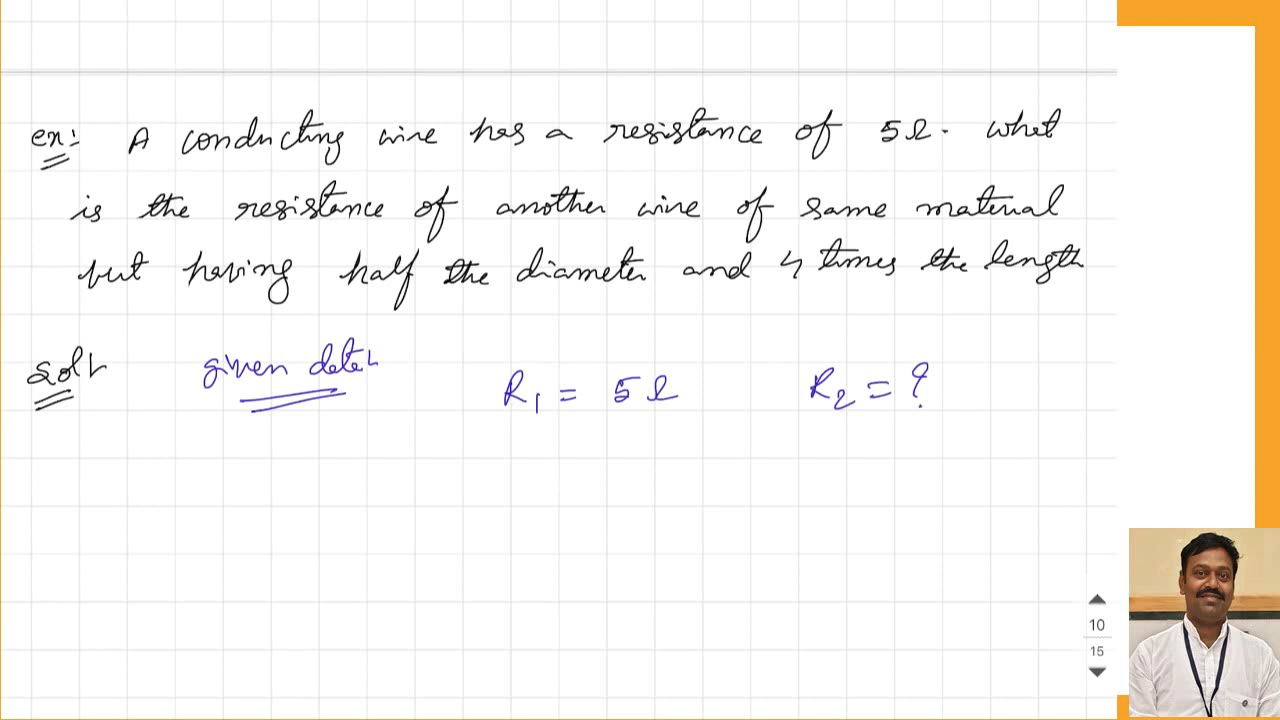 ex:- A conducting wire has a resistance of 5Ω. what
is the resistance of another wire of same material
but having half the diameter and 4 times the length
given data
R₁ = 5Ω R₂ = ?
10
15